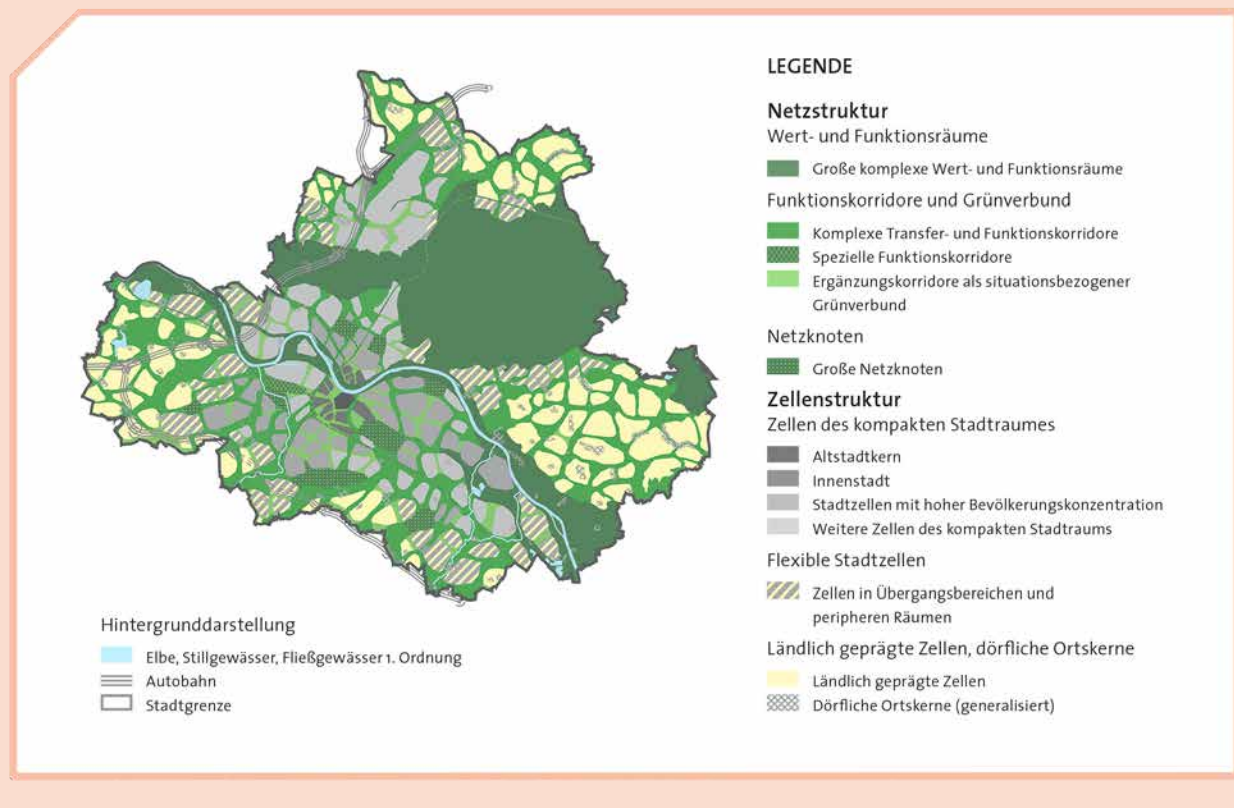 LEGENDE
Netzstruktur
Wert- und Funktionsräume
Große komplexe Wert- und Funktionsräume
Funktionskorridore und Grünverbund
Komplexe Transfer- und Funktionskorridore
Spezielle Funktionskorridore
Ergänzungskorridore als situationsbezogener
Grünverbund
Netzknoten
Große Netzknoten
Zellenstruktur
Zellen des kompakten Stadtraumes
Altstadtkern
Innenstadt
Stadtzellen mit hoher Bevölkerungskonzentration
Weitere Zellen des kompakten Stadtraums
Flexible Stadtzellen
Zellen in Übergangsbereichen und
peripheren Räumen
Ländlich geprägte Zellen, dörfliche Ortskerne
Ländlich geprägte Zellen
Dörfliche Ortskerne (generalisiert)
Hintergrunddarstellung
Elbe, Stillgewässer, Fließgewässer 1. Ordnung
Autobahn
Stadtgrenze